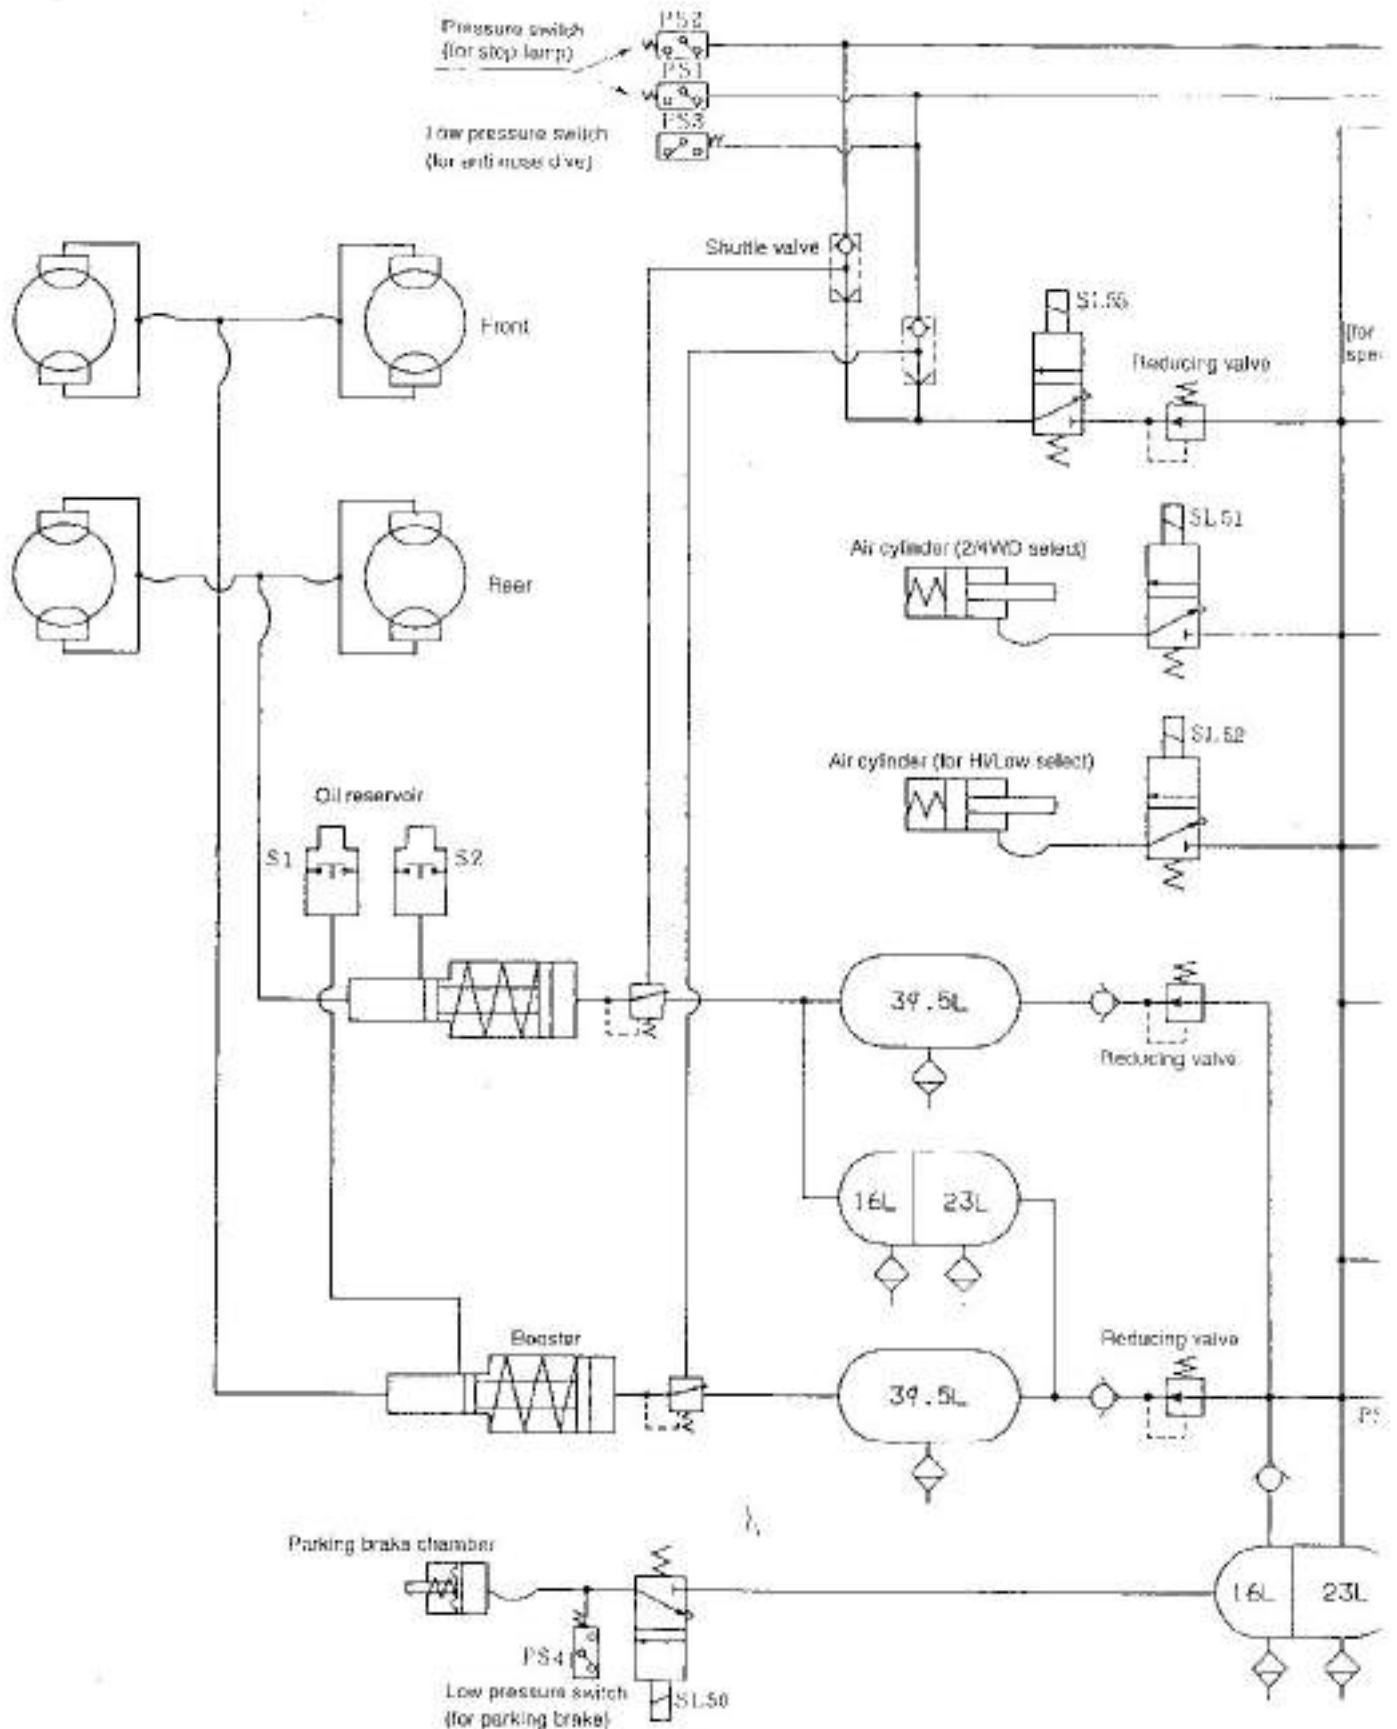 PS2
Pressure switch
(for stop lamp)
PS1
PS3
Low pressure switch
(for anti nose dive)
Shuttle valve
SL55
Front
Reducing valve
(for
SL51
Air cylinder (2/4WD select)
Rear
SL52
Air cylinder (for Hi/Low select)
Oil reservoir
S1
S2
39.5L
Reducing valve
16L
23L
Booster
Reducing valve
39.5L
Parking brake chamber
16L
23L
PS4
Low pressure switch
(for parking brake)
SL50